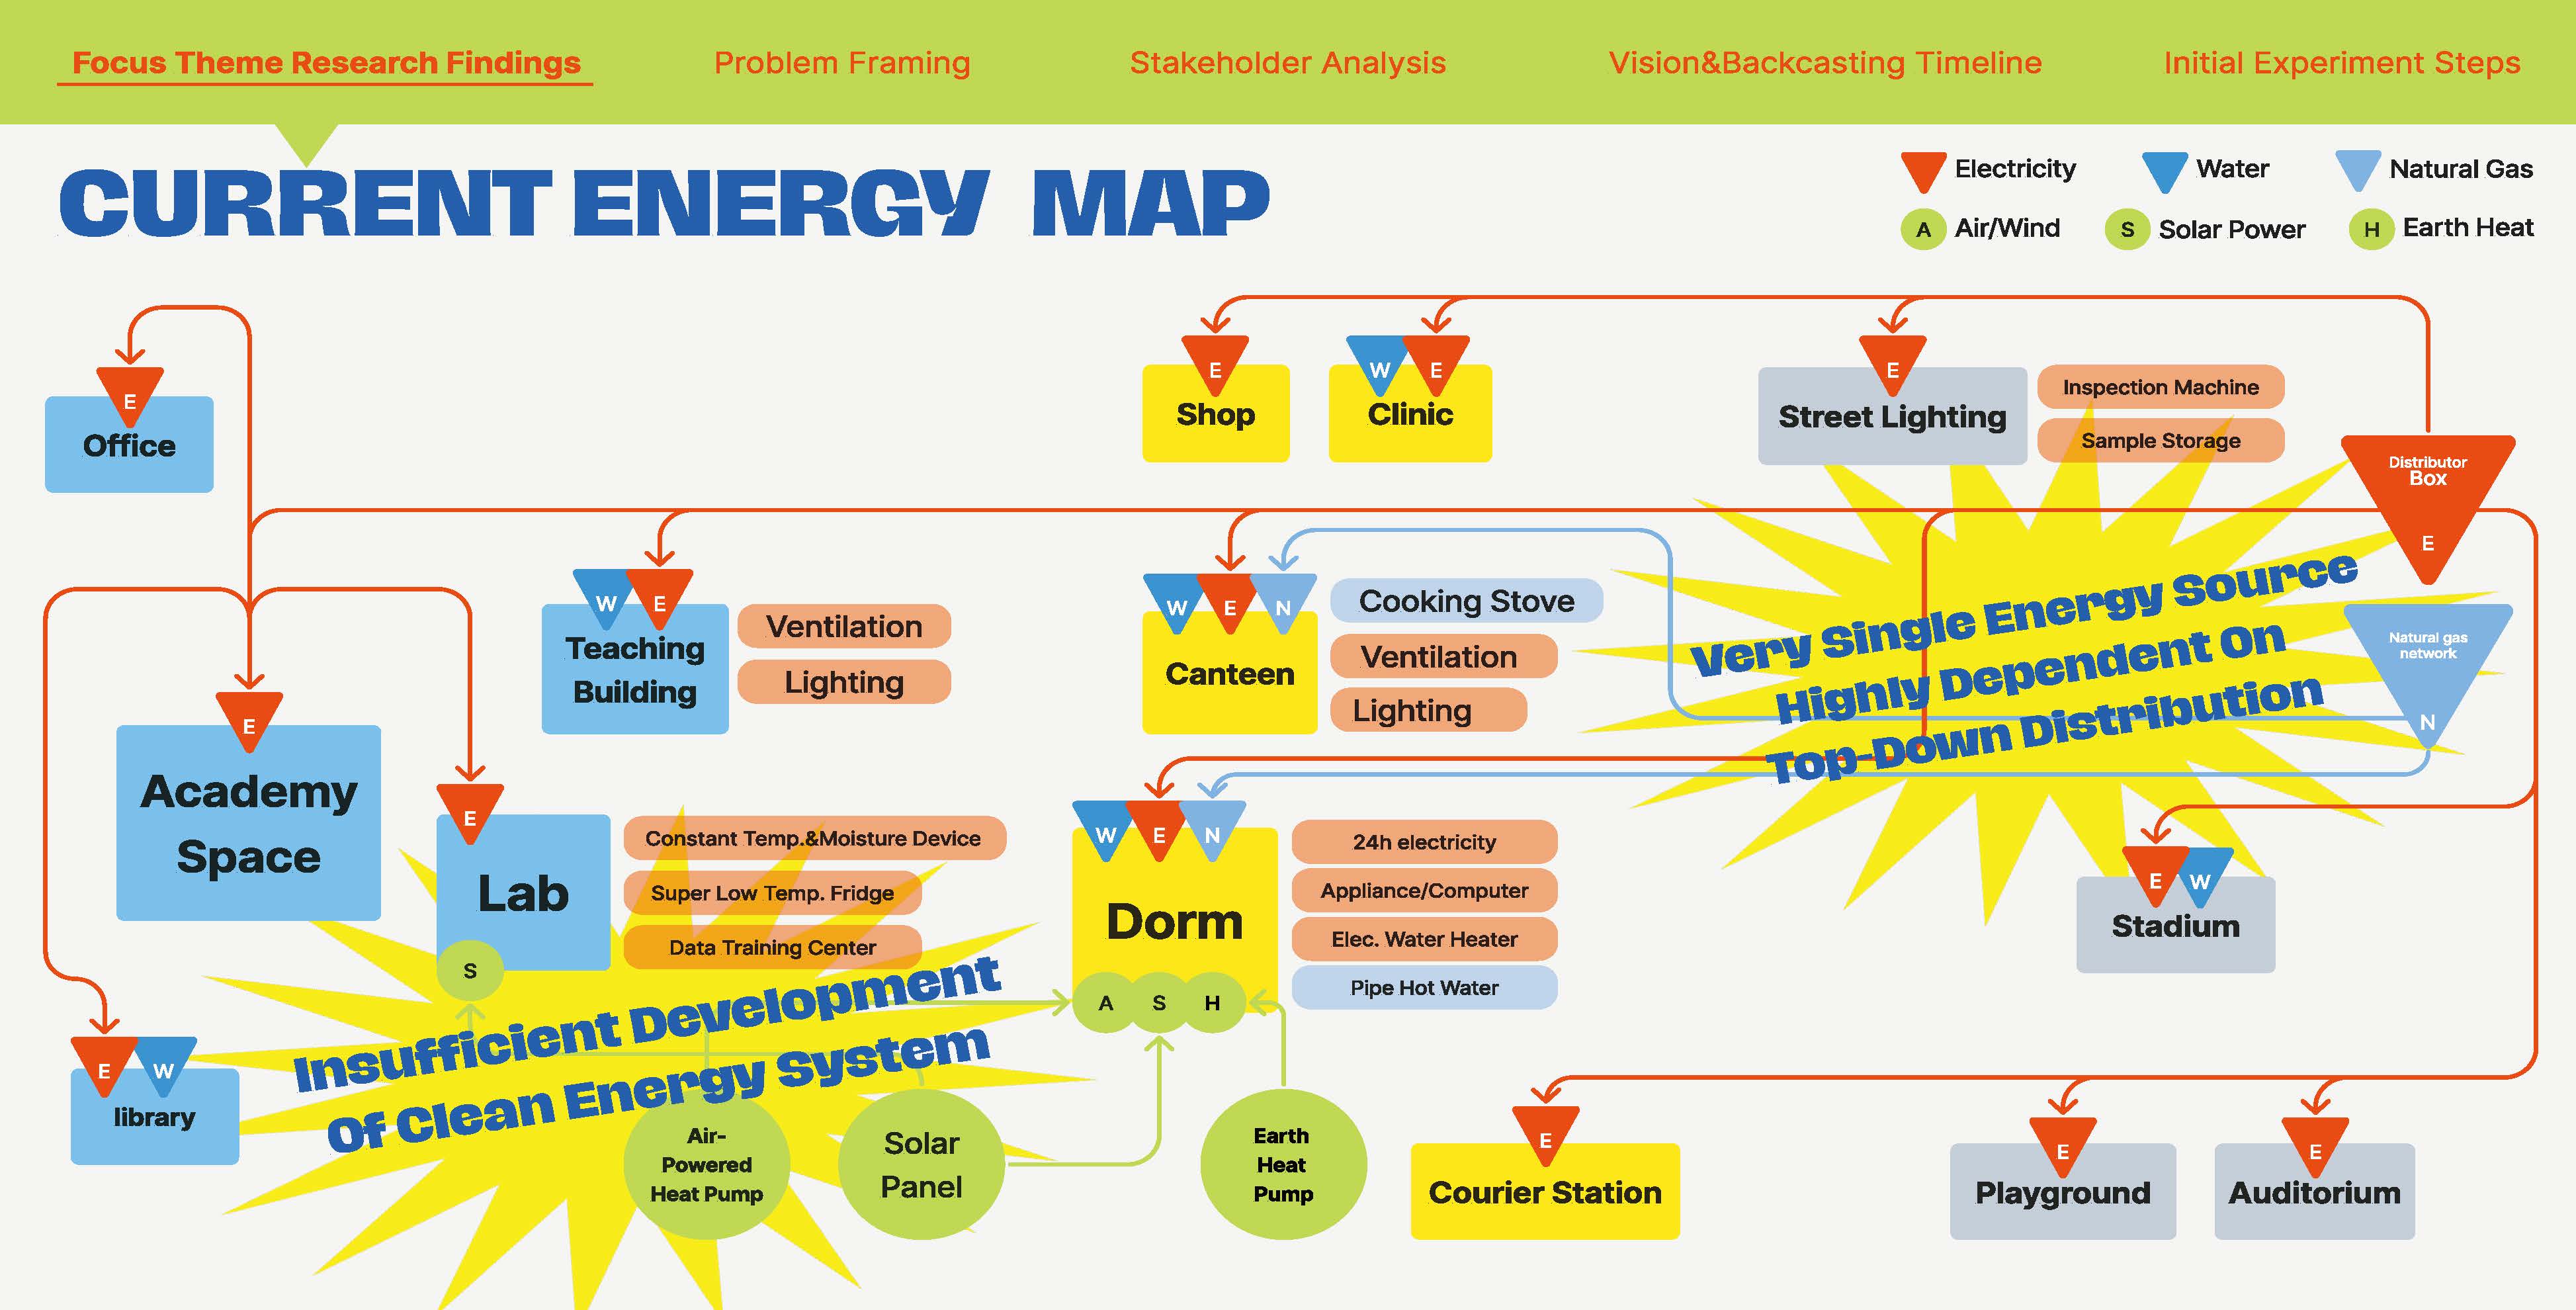 Focus Theme Research Findings
Problem Framing
Stakeholder Analysis
Vision&Backcasting Timeline
Initial Experiment Steps
CURRENT ENERGY MAP
Electricity
Water
Natural Gas
A
Air/Wind
S
Solar Power
H
Earth Heat
E
Office
E
Shop
W
E
Clinic
E
Street Lighting
Inspection Machine
Sample Storage
Distributor
Box
E
W
E
Teaching
Building
Ventilation
Lighting
W
E
N
Canteen
Cooking Stove
Ventilation
Lighting
Very Single Energy Source
Highly Dependent On
Top-Down Distribution
Natural gas
network
N
E
Academy
Space
E
Lab
S
Constant Temp.&Moisture Device
Super Low Temp. Fridge
Data Training Center
W
E
N
Dorm
A
S
H
24h electricity
Appliance/Computer
Elec. Water Heater
Pipe Hot Water
E
W
Stadium
Insufficient Development
Of Clean Energy System
E
W
library
Air-
Powered
Heat Pump
Solar
Panel
Earth
Heat
Pump
E
Courier Station
E
Playground
E
Auditorium